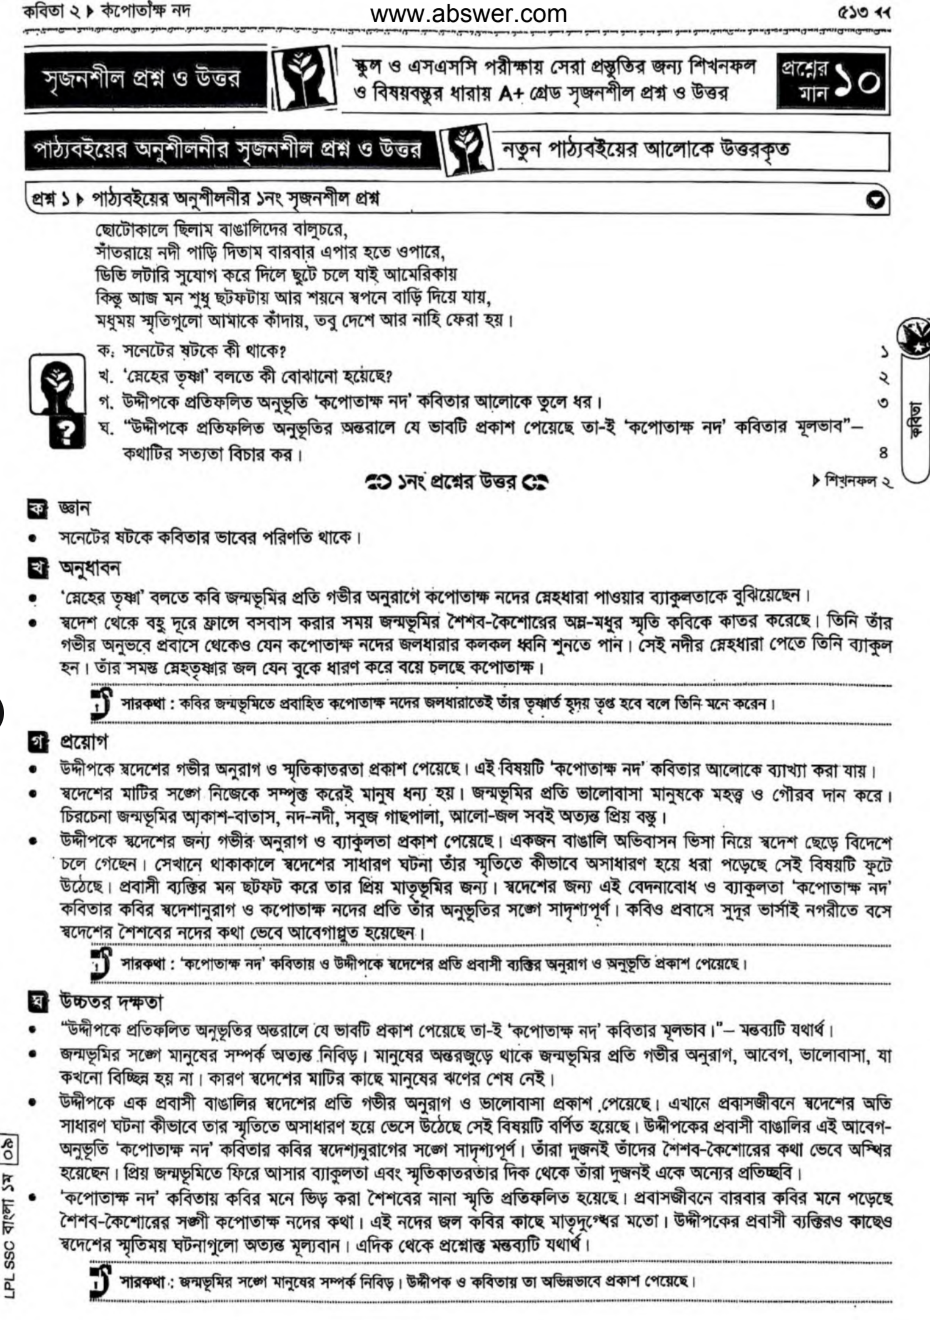 কবিতা ২ ▶ কপোতাক্ষ নদ
www.abswer.com
৫১৩ ◀◀
সৃজনশীল প্রশ্ন ও উত্তর
স্কুল ও এসএসসি পরীক্ষায় সেরা প্রস্তুতির জন্য শিখনফল
ও বিষয়বস্তুর ধারায় A+ গ্রেড সৃজনশীল প্রশ্ন ও উত্তর
প্রশ্নের
মান ১০
পাঠ্যবইয়ের অনুশীলনীর সৃজনশীল প্রশ্ন ও উত্তর
নতুন পাঠ্যবইয়ের আলোকে উত্তরকৃত
প্রশ্ন ১ ▶ পাঠ্যবইয়ের অনুশীলনীর ১নং সৃজনশীল প্রশ্ন
ছোটোকালে ছিলাম বাঙালিদের বালুচরে,
সাঁতরায়ে নদী পাড়ি দিতাম বারবার এপার হতে ওপারে,
ডিভি লটারি সুযোগ করে দিলে ছুটে চলে যাই আমেরিকায়
কিন্তু আজ মন শুধু ছটফটায় আর শয়নে স্বপনে বাড়ি দিয়ে যায়,
মধুময় স্মৃতিগুলো আমাকে কাঁদায়, তবু দেশে আর নাহি ফেরা হয়।
ক. সনেটের ষটকে কী থাকে? ১
খ. ‘স্নেহের তৃষ্ণা’ বলতে কী বোঝানো হয়েছে? ২
গ. উদ্দীপকে প্রতিফলিত অনুভূতি ‘কপোতাক্ষ নদ’ কবিতার আলোকে তুলে ধর। ৩
ঘ. “উদ্দীপকে প্রতিফলিত অনুভূতির অন্তরালে যে ভাবটি প্রকাশ পেয়েছে তা-ই ‘কপোতাক্ষ নদ’ কবিতার মূলভাব”—
কথাটির সত্যতা বিচার কর। ৪
কবিতা
১নং প্রশ্নের উত্তর
▶ শিখনফল ২
ক জ্ঞান
• সনেটের ষটকে কবিতার ভাবের পরিণতি থাকে।
খ অনুধাবন
• ‘স্নেহের তৃষ্ণা’ বলতে কবি জন্মভূমির প্রতি গভীর অনুরাগে কপোতাক্ষ নদের স্নেহধারা পাওয়ার ব্যাকুলতাকে বুঝিয়েছেন।
• স্বদেশ থেকে বহু দূরে ফ্রান্সে বসবাস করার সময় জন্মভূমির শৈশব-কৈশোরের অম্ল-মধুর স্মৃতি কবিকে কাতর করেছে। তিনি তাঁর
গভীর অনুভবে প্রবাসে থেকেও যেন কপোতাক্ষ নদের জলধারার কলকল ধ্বনি শুনতে পান। সেই নদীর স্নেহধারা পেতে তিনি ব্যাকুল
হন। তাঁর সমস্ত স্নেহতৃষ্ণার জল যেন বুকে ধারণ করে বয়ে চলছে কপোতাক্ষ।
সারকথা : কবির জন্মভূমিতে প্রবাহিত কপোতাক্ষ নদের জলধারাতেই তাঁর তৃষ্ণার্ত হৃদয় তৃপ্ত হবে বলে তিনি মনে করেন।
গ প্রয়োগ
• উদ্দীপকে স্বদেশের গভীর অনুরাগ ও স্মৃতিকাতরতা প্রকাশ পেয়েছে। এই বিষয়টি ‘কপোতাক্ষ নদ’ কবিতার আলোকে ব্যাখ্যা করা যায়।
• স্বদেশের মাটির সঙ্গে নিজেকে সম্পৃক্ত করেই মানুষ ধন্য হয়। জন্মভূমির প্রতি ভালোবাসা মানুষকে মহত্ত্ব ও গৌরব দান করে।
চিরচেনা জন্মভূমির আকাশ-বাতাস, নদ-নদী, সবুজ গাছপালা, আলো-জল সবই অত্যন্ত প্রিয় বস্তু।
• উদ্দীপকে স্বদেশের জন্য গভীর অনুরাগ ও ব্যাকুলতা প্রকাশ পেয়েছে। একজন বাঙালি অভিবাসন ভিসা নিয়ে স্বদেশ ছেড়ে বিদেশে
চলে গেছেন। সেখানে থাকাকালে স্বদেশের সাধারণ ঘটনা তাঁর স্মৃতিতে কীভাবে অসাধারণ হয়ে ধরা পড়েছে সেই বিষয়টি ফুটে
উঠেছে। প্রবাসী ব্যক্তির মন ছটফট করে তার প্রিয় মাতৃভূমির জন্য। স্বদেশের জন্য এই বেদনাবোধ ও ব্যাকুলতা ‘কপোতাক্ষ নদ’
কবিতার কবির স্বদেশানুরাগ ও কপোতাক্ষ নদের প্রতি তাঁর অনুভূতির সঙ্গে সাদৃশ্যপূর্ণ। কবিও প্রবাসে সুদূর ভার্সাই নগরীতে বসে
স্বদেশের শৈশবের নদের কথা ভেবে আবেগাপ্লুত হয়েছেন।
সারকথা : ‘কপোতাক্ষ নদ’ কবিতায় ও উদ্দীপকে স্বদেশের প্রতি প্রবাসী ব্যক্তির অনুরাগ ও অনুভূতি প্রকাশ পেয়েছে।
ঘ উচ্চতর দক্ষতা
• “উদ্দীপকে প্রতিফলিত অনুভূতির অন্তরালে যে ভাবটি প্রকাশ পেয়েছে তা-ই ‘কপোতাক্ষ নদ’ কবিতার মূলভাব।”— মন্তব্যটি যথার্থ।
• জন্মভূমির সঙ্গে মানুষের সম্পর্ক অত্যন্ত নিবিড়। মানুষের অন্তরজুড়ে থাকে জন্মভূমির প্রতি গভীর অনুরাগ, আবেগ, ভালোবাসা, যা
কখনো বিচ্ছিন্ন হয় না। কারণ স্বদেশের মাটির কাছে মানুষের ঋণের শেষ নেই।
• উদ্দীপকে এক প্রবাসী বাঙালির স্বদেশের প্রতি গভীর অনুরাগ ও ভালোবাসা প্রকাশ পেয়েছে। এখানে প্রবাসজীবনে স্বদেশের অতি
সাধারণ ঘটনা কীভাবে তার স্মৃতিতে অসাধারণ হয়ে ভেসে উঠেছে সেই বিষয়টি বর্ণিত হয়েছে। উদ্দীপকের প্রবাসী বাঙালির এই আবেগ-
অনুভূতি ‘কপোতাক্ষ নদ’ কবিতার কবির স্বদেশানুরাগের সঙ্গে সাদৃশ্যপূর্ণ। তাঁরা দুজনই তাঁদের শৈশব-কৈশোরের কথা ভেবে অস্থির
হয়েছেন। প্রিয় জন্মভূমিতে ফিরে আসার ব্যাকুলতা এবং স্মৃতিকাতরতার দিক থেকে তাঁরা দুজনই একে অন্যের প্রতিচ্ছবি।
• ‘কপোতাক্ষ নদ’ কবিতায় কবির মনে ভিড় করা শৈশবের নানা স্মৃতি প্রতিফলিত হয়েছে। প্রবাসজীবনে বারবার কবির মনে পড়েছে
শৈশব-কৈশোরের সঙ্গী কপোতাক্ষ নদের কথা। এই নদের জল কবির কাছে মাতৃদুগ্ধের মতো। উদ্দীপকের প্রবাসী ব্যক্তিরও কাছেও
স্বদেশের স্মৃতিময় ঘটনাগুলো অত্যন্ত মূল্যবান। এদিক থেকে প্রশ্নোক্ত মন্তব্যটি যথার্থ।
সারকথা : জন্মভূমির সঙ্গে মানুষের সম্পর্ক নিবিড়। উদ্দীপক ও কবিতায় তা অভিন্নভাবে প্রকাশ পেয়েছে।
LPL SSC বাংলা ১ম